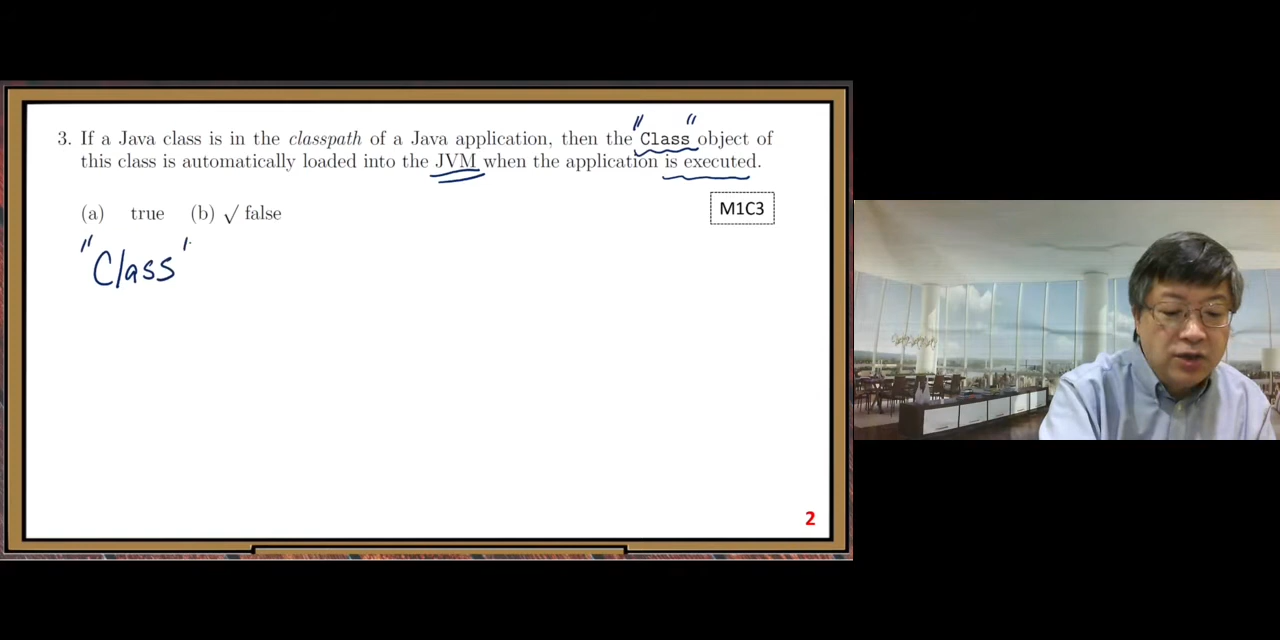 3. If a Java class is in the classpath of a Java application, then the "Class" object of
this class is automatically loaded into the JVM when the application is executed.
(a) true (b) √ false
M1C3
"Class"
2